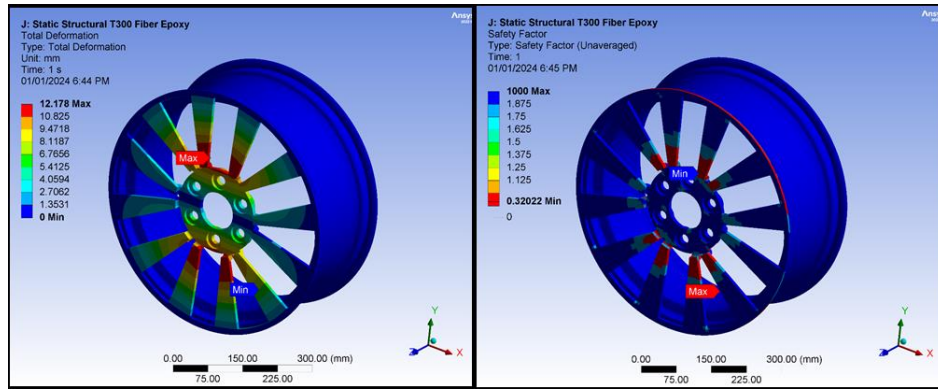 J: Static Structural T300 Fiber Epoxy
Total Deformation
Type: Total Deformation
Unit: mm
Time: 1 s
01/01/2024 6:44 PM
12.178 Max
10.825
9.4718
8.1187
6.7656
5.4125
4.0594
2.7062
1.3531
0 Min
Max
Min
0.00
150.00
300.00 (mm)
75.00
225.00
Y
Z
X
Ansys
J: Static Structural T300 Fiber Epoxy
Safety Factor
Type: Safety Factor (Unaveraged)
Time: 1
01/01/2024 6:45 PM
1000 Max
1.875
1.75
1.625
1.5
1.375
1.25
1.125
0.32022 Min
0
Min
Max
0.00
150.00
300.00 (mm)
75.00
225.00
Y
Z
X